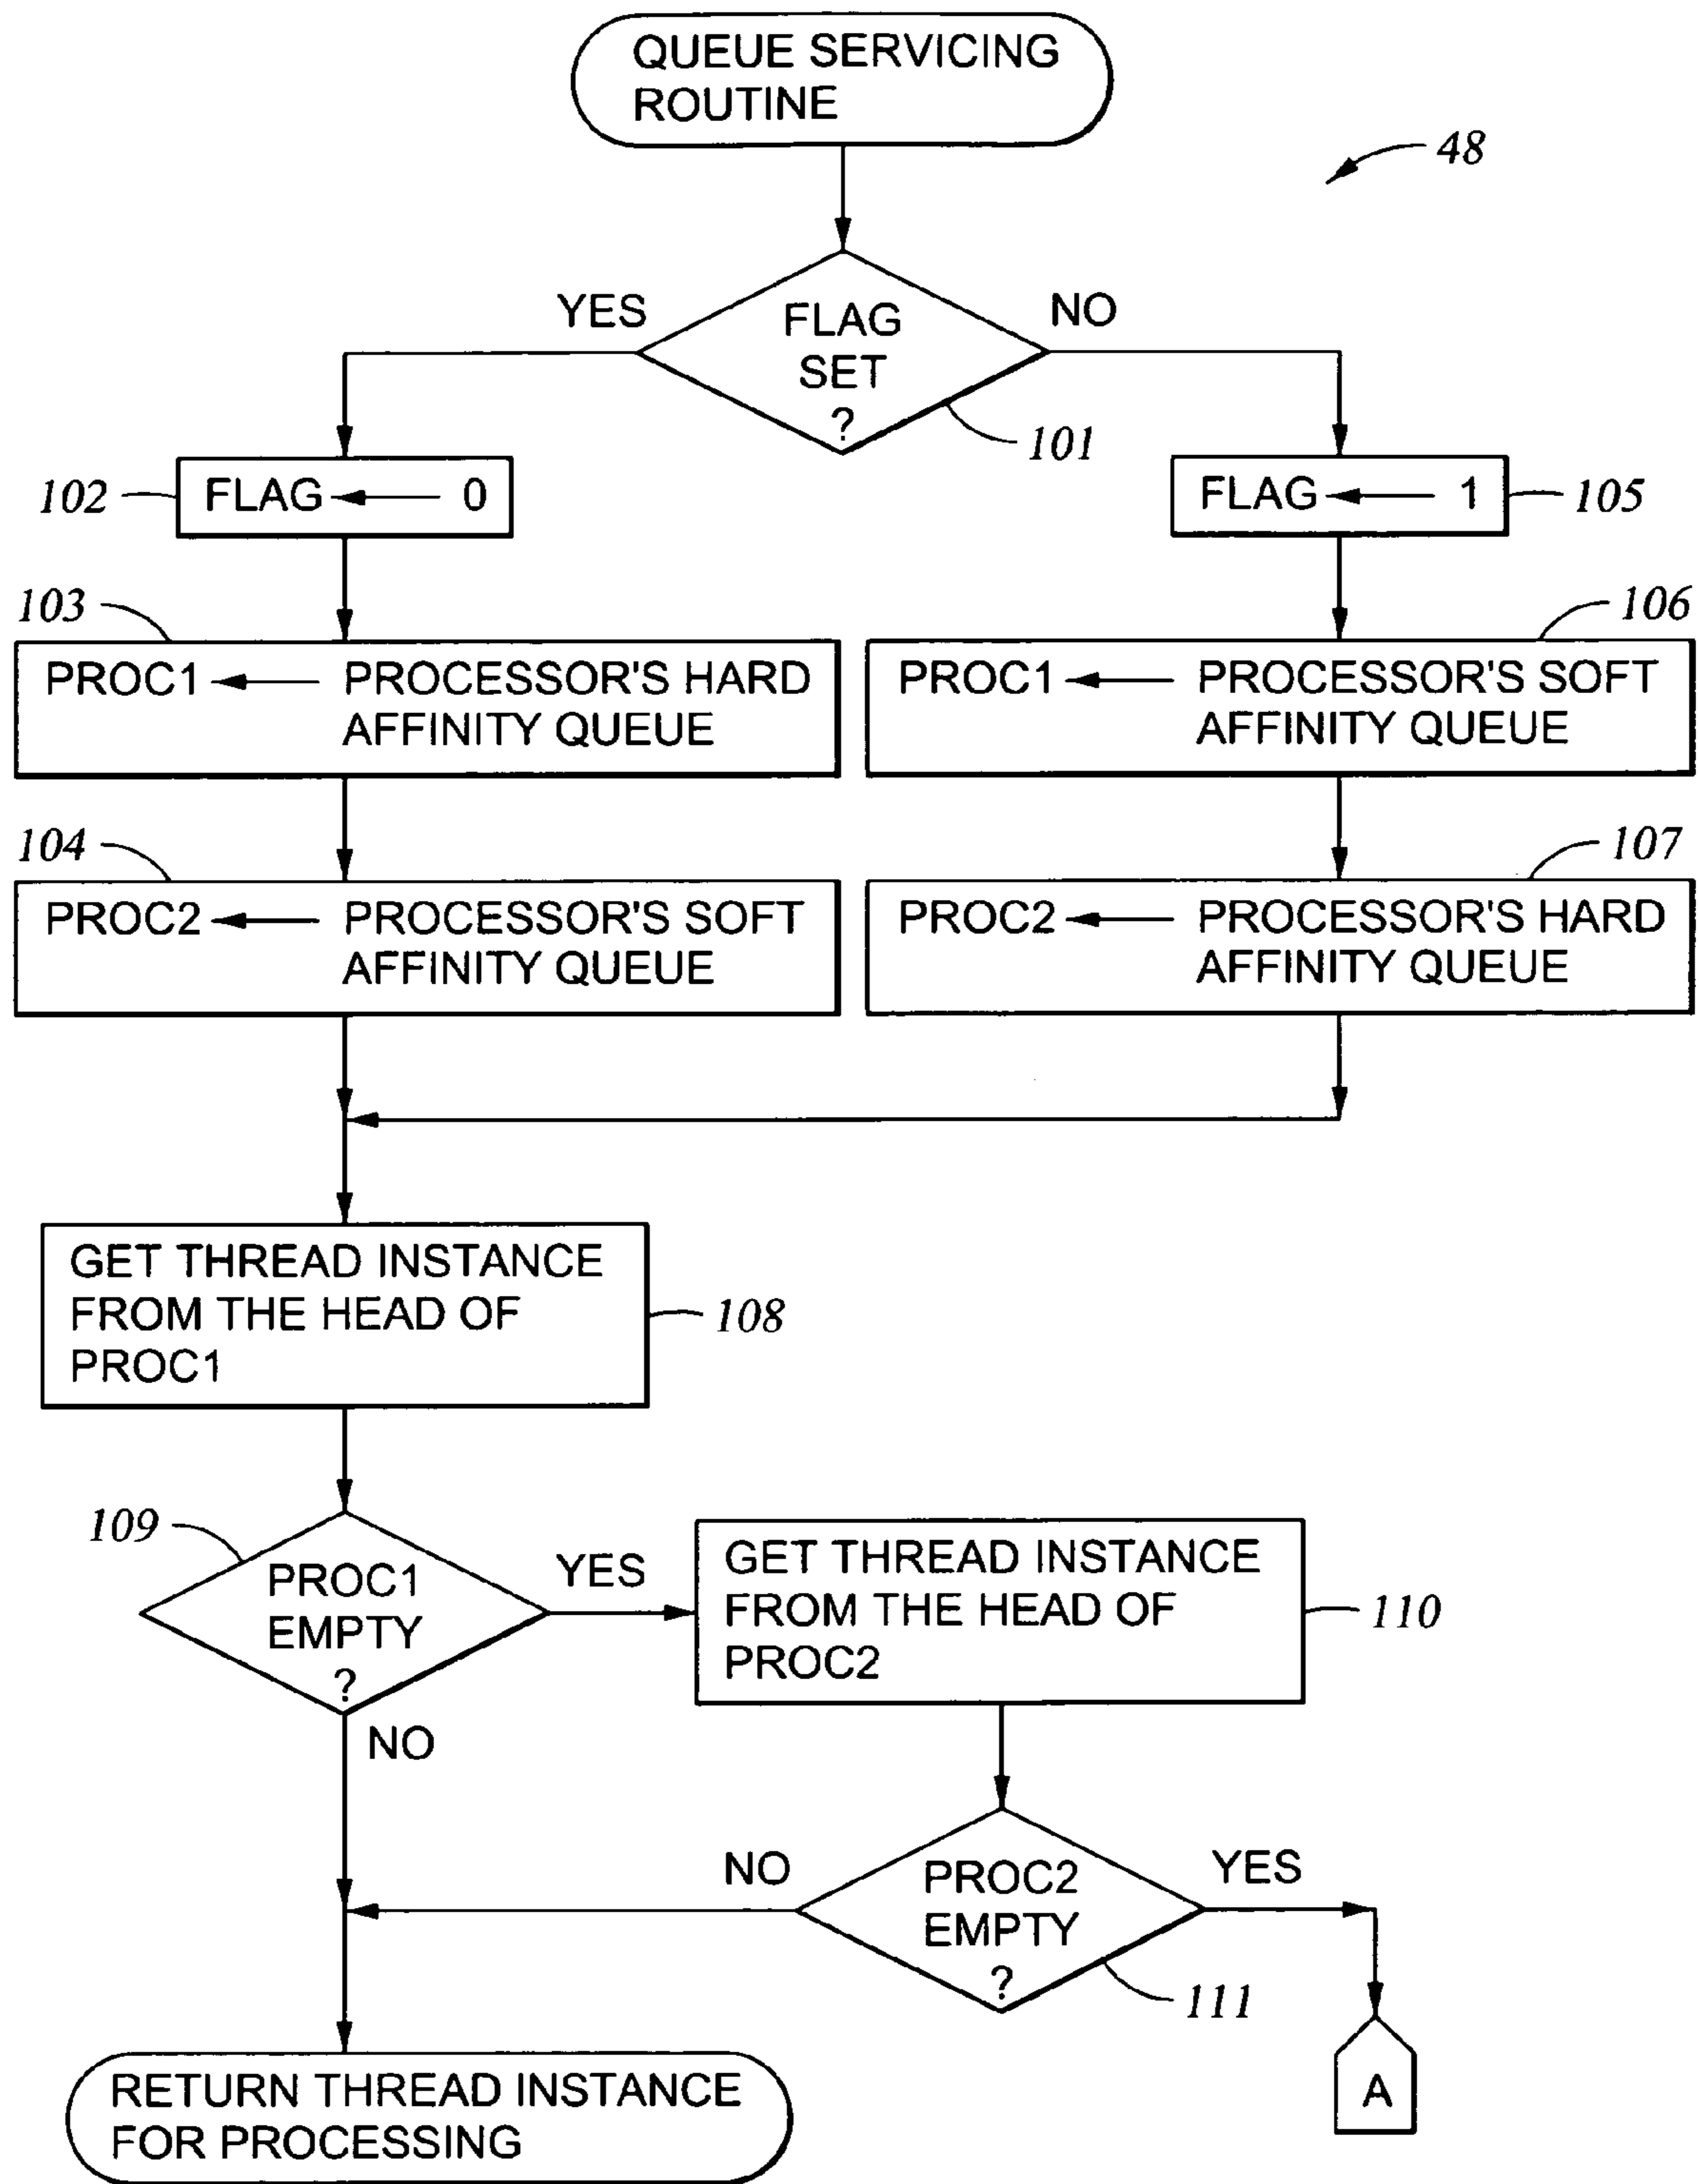 QUEUE SERVICING
ROUTINE
48
YES
FLAG
SET
?
NO
101
102
FLAG ← 0
FLAG ← 1
105
103
PROC1 ← PROCESSOR'S HARD
AFFINITY QUEUE
106
PROC1 ← PROCESSOR'S SOFT
AFFINITY QUEUE
104
PROC2 ← PROCESSOR'S SOFT
AFFINITY QUEUE
107
PROC2 ← PROCESSOR'S HARD
AFFINITY QUEUE
GET THREAD INSTANCE
FROM THE HEAD OF
PROC1
108
109
PROC1
EMPTY
?
YES
NO
GET THREAD INSTANCE
FROM THE HEAD OF
PROC2
110
NO
PROC2
EMPTY
?
YES
111
A
RETURN THREAD INSTANCE
FOR PROCESSING